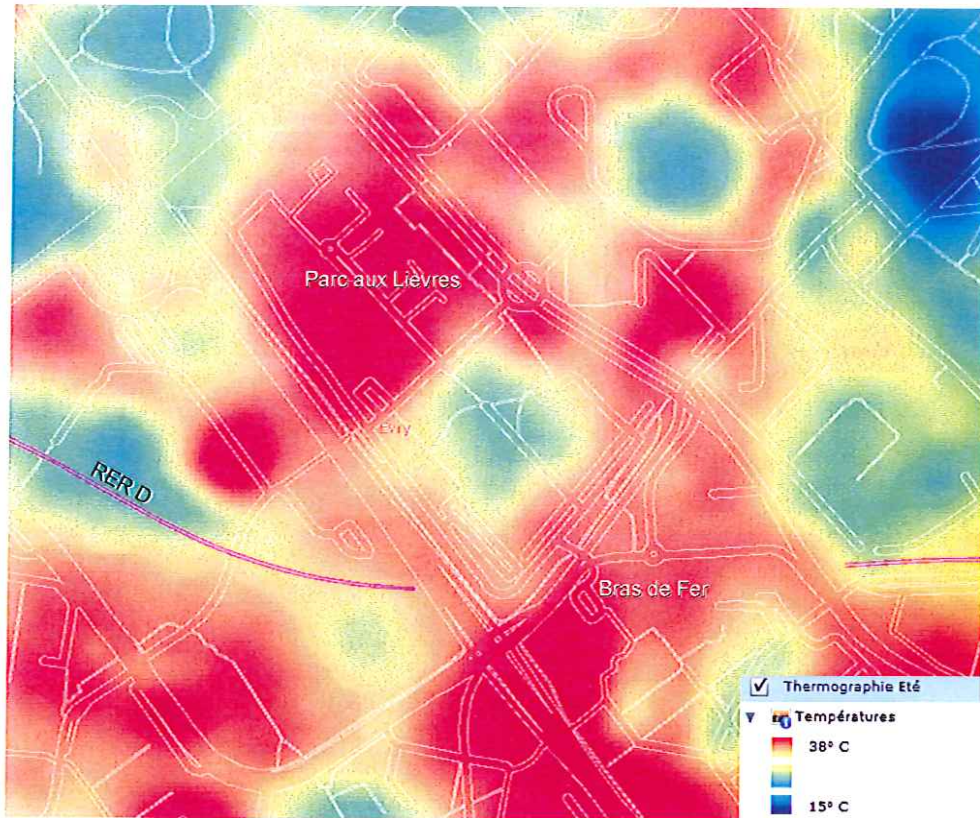 Parc aux Lièvres
Evry
RER D
Bras de Fer
Thermographie Eté
Températures
38° C
15° C